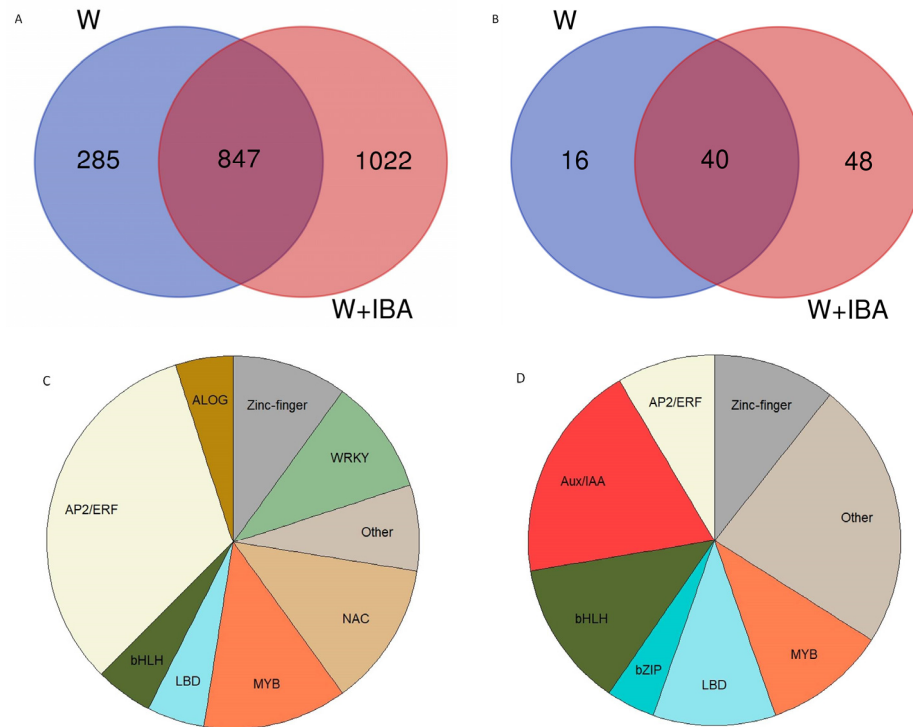 A
W
285
847
1022
W+IBA
B
W
16
40
48
W+IBA
C
ALOG
Zinc-finger
WRKY
Other
NAC
MYB
LBD
bHLH
AP2/ERF
D
AP2/ERF
Zinc-finger
Other
MYB
LBD
bZIP
bHLH
Aux/IAA